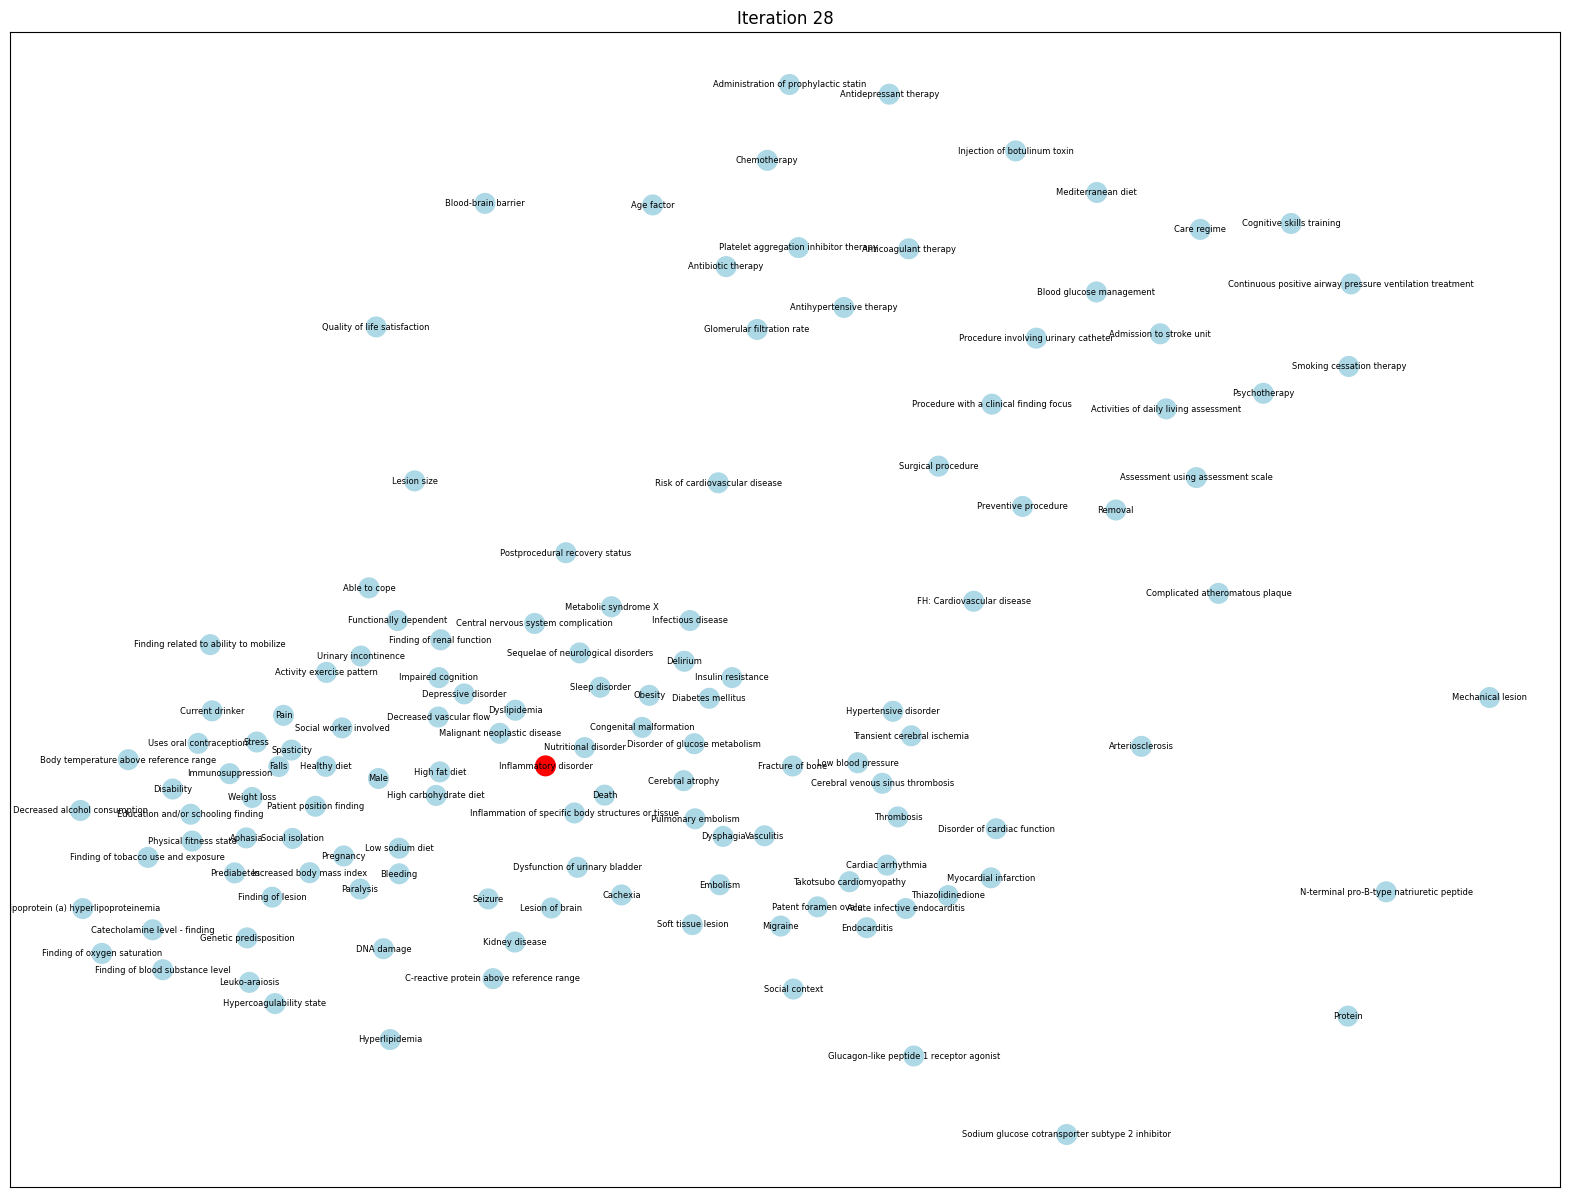 Iteration 28
Administration of prophylactic statin
Antidepressant therapy
Injection of botulinum toxin
Chemotherapy
Mediterranean diet
Blood-brain barrier
Age factor
Cognitive skills training
Care regime
Platelet aggregation inhibitor therapy
Anticoagulant therapy
Antibiotic therapy
Continuous positive airway pressure ventilation treatment
Blood glucose management
Antihypertensive therapy
Quality of life satisfaction
Glomerular filtration rate
Admission to stroke unit
Procedure involving urinary catheter
Smoking cessation therapy
Psychotherapy
Procedure with a clinical finding focus
Activities of daily living assessment
Surgical procedure
Assessment using assessment scale
Lesion size
Risk of cardiovascular disease
Preventive procedure
Removal
Postprocedural recovery status
Able to cope
Complicated atheromatous plaque
FH: Cardiovascular disease
Metabolic syndrome X
Functionally dependent
Infectious disease
Central nervous system complication
Finding of renal function
Finding related to ability to mobilize
Sequelae of neurological disorders
Urinary incontinence
Delirium
Activity exercise pattern
Impaired cognition
Insulin resistance
Sleep disorder
Depressive disorder
Obesity
Diabetes mellitus
Mechanical lesion
Current drinker
Dyslipidemia
Hypertensive disorder
Pain
Decreased vascular flow
Social worker involved
Congenital malformation
Malignant neoplastic disease
Transient cerebral ischemia
Uses oral contraception
Stress
Disorder of glucose metabolism
Arteriosclerosis
Nutritional disorder
Spasticity
Body temperature above reference range
Low blood pressure
Inflammatory disorder
Fracture of bone
Falls
Healthy diet
High fat diet
Immunosuppression
Male
Cerebral atrophy
Cerebral venous sinus thrombosis
Disability
High carbohydrate diet
Death
Weight loss
Patient position finding
Decreased alcohol consumption
Inflammation of specific body structures or tissue
Education and/or schooling finding
Thrombosis
Pulmonary embolism
Disorder of cardiac function
Dysphagia
Vasculitis
Aphasia
Social isolation
Physical fitness state
Low sodium diet
Pregnancy
Finding of tobacco use and exposure
Cardiac arrhythmia
Dysfunction of urinary bladder
Prediabetes
Increased body mass index
Bleeding
Myocardial infarction
Takotsubo cardiomyopathy
Embolism
Paralysis
N-terminal pro-B-type natriuretic peptide
Cachexia
Thiazolidinedione
Finding of lesion
Seizure
Patent foramen ovale
Lesion of brain
Acute infective endocarditis
poprotein (a) hyperlipoproteinemia
Soft tissue lesion
Migraine
Endocarditis
Catecholamine level - finding
Genetic predisposition
Kidney disease
DNA damage
Finding of oxygen saturation
Finding of blood substance level
C-reactive protein above reference range
Leuko-araiosis
Social context
Hypercoagulability state
Protein
Hyperlipidemia
Glucagon-like peptide 1 receptor agonist
Sodium glucose cotransporter subtype 2 inhibitor